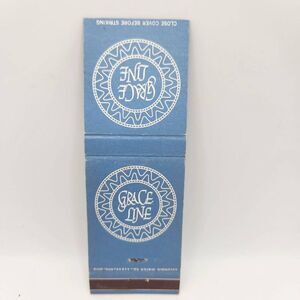 CLOSE COVER BEFORE STRIKING
GRACE
LINE
GRACE
LINE